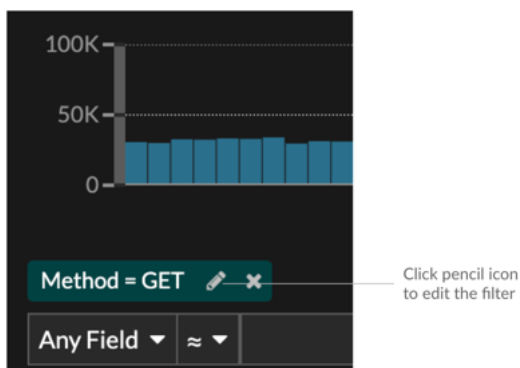 100K
50K
0
Method = GET
Click pencil icon
to edit the filter
Any Field ≈